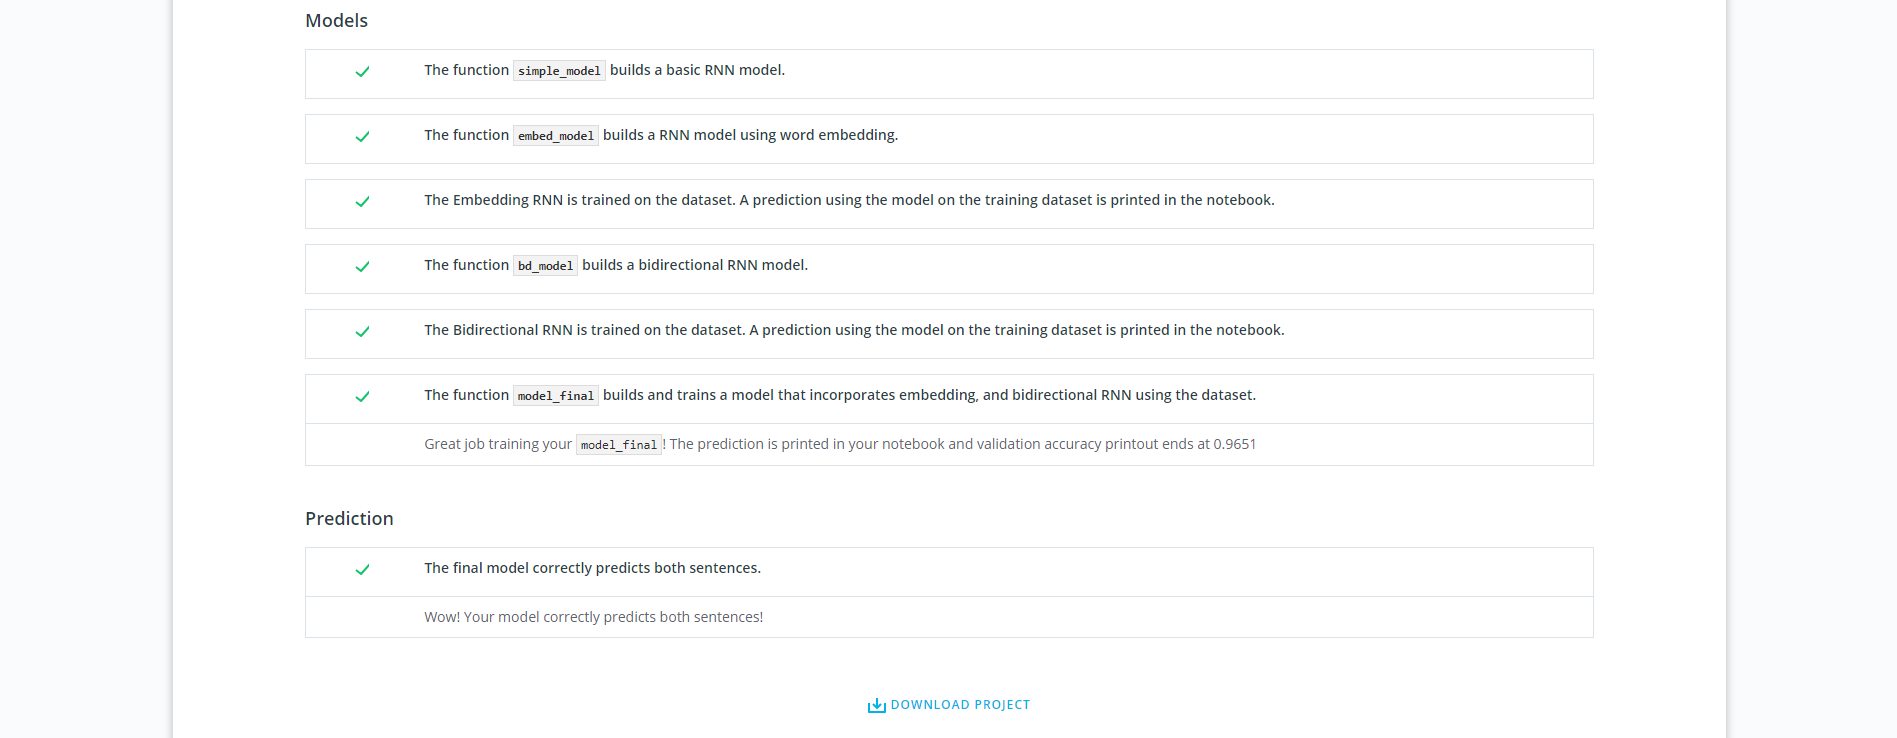 Models
The function simple_model builds a basic RNN model.
The function embed_model builds a RNN model using word embedding.
The Embedding RNN is trained on the dataset. A prediction using the model on the training dataset is printed in the notebook.
The function bd_model builds a bidirectional RNN model.
The Bidirectional RNN is trained on the dataset. A prediction using the model on the training dataset is printed in the notebook.
The function model_final builds and trains a model that incorporates embedding, and bidirectional RNN using the dataset.
Great job training your model_final! The prediction is printed in your notebook and validation accuracy printout ends at 0.9651
Prediction
The final model correctly predicts both sentences.
Wow! Your model correctly predicts both sentences!
DOWNLOAD PROJECT